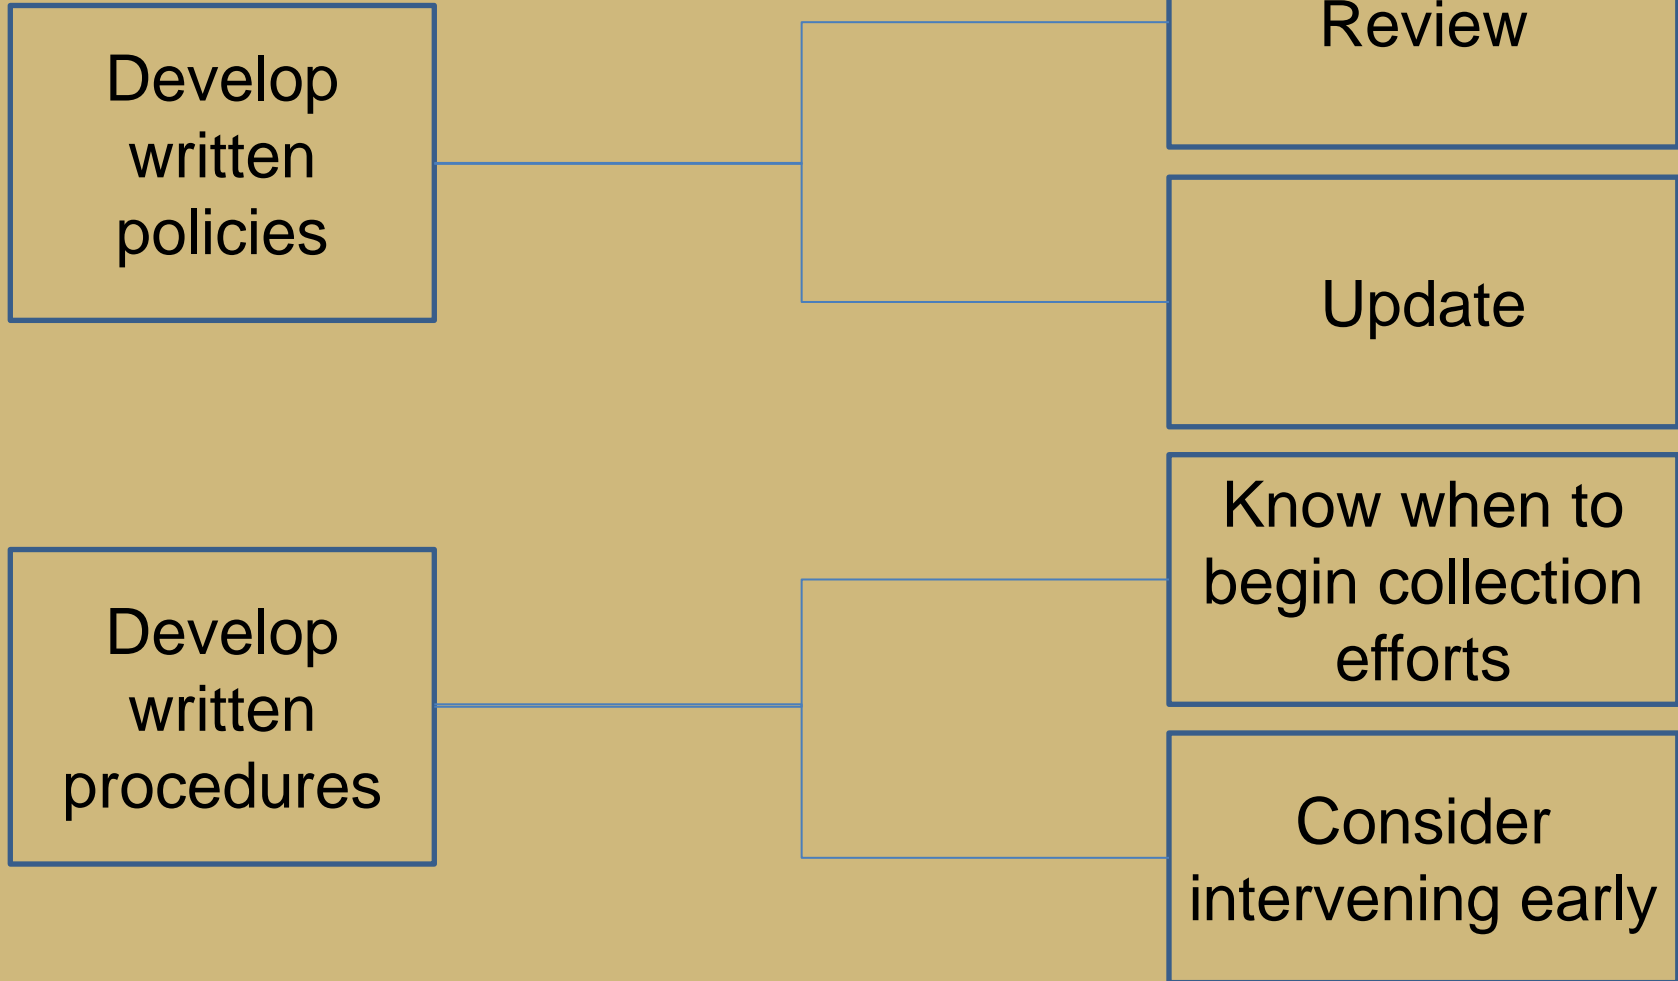 Develop
written
policies
Review
Update
Develop
written
procedures
Know when to
begin collection
efforts
Consider
intervening early